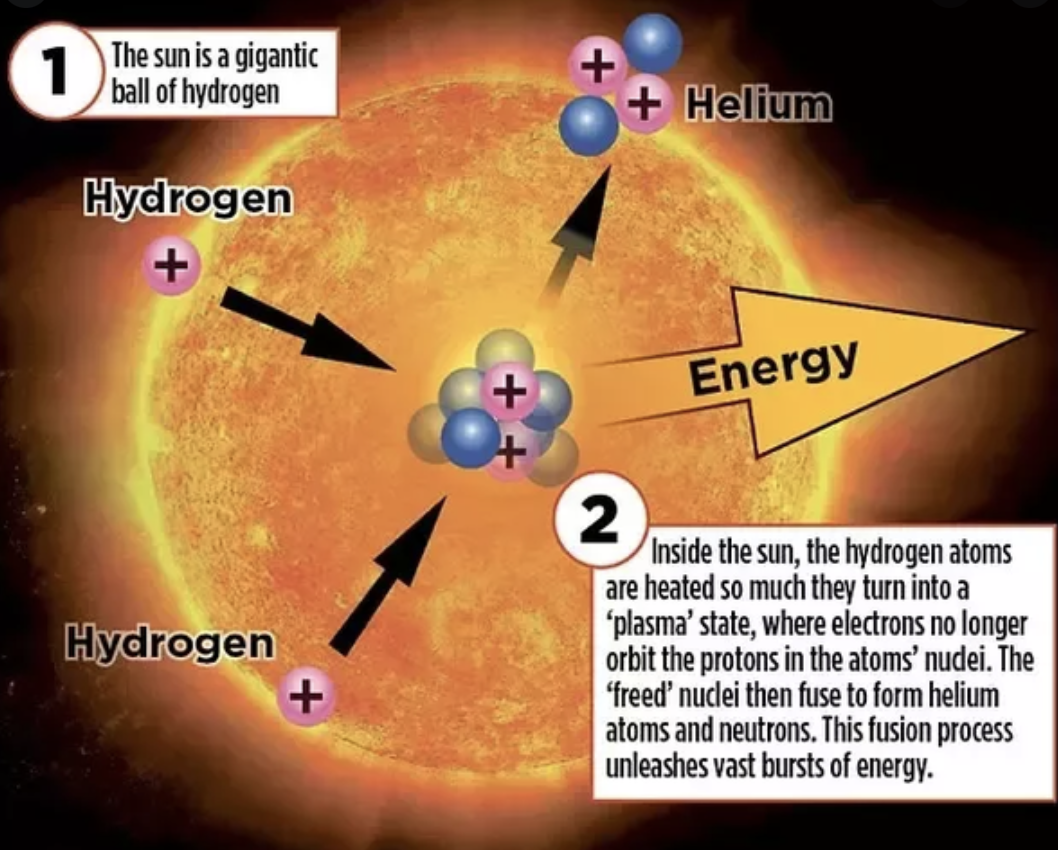 1
The sun is a gigantic
ball of hydrogen
+
+
Helium
Hydrogen
+
Energy
+
+
2
Inside the sun, the hydrogen atoms
are heated so much they turn into a
‘plasma’ state, where electrons no longer
orbit the protons in the atoms’ nuclei. The
‘freed’ nuclei then fuse to form helium
atoms and neutrons. This fusion process
unleashes vast bursts of energy.
Hydrogen
+